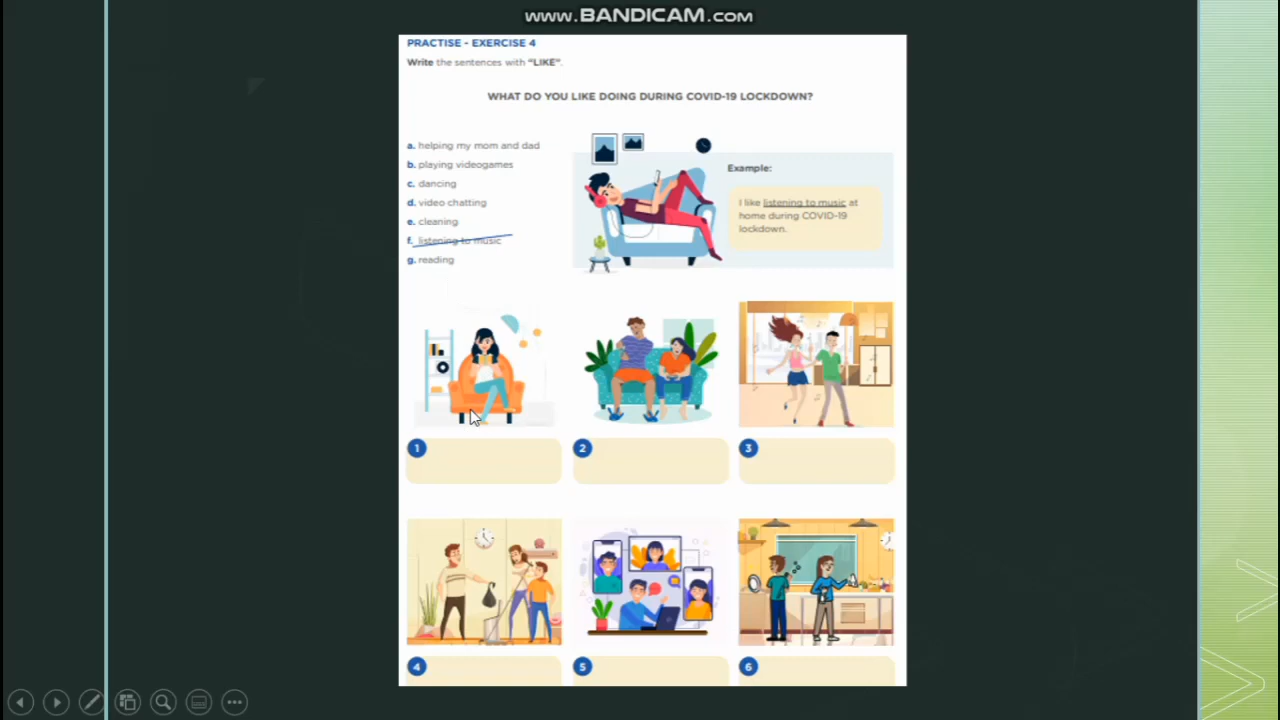 WWW.BANDICAM.COM
PRACTISE - EXERCISE 4
Write the sentences with "LIKE".
WHAT DO YOU LIKE DOING DURING COVID-19 LOCKDOWN?
a. helping my mom and dad
b. playing videogames
c. dancing
d. video chatting
e. cleaning
f. listening to music
g. reading
Example:
I like listening to music at
home during COVID-19
lockdown.
1
2
3
4
5
6